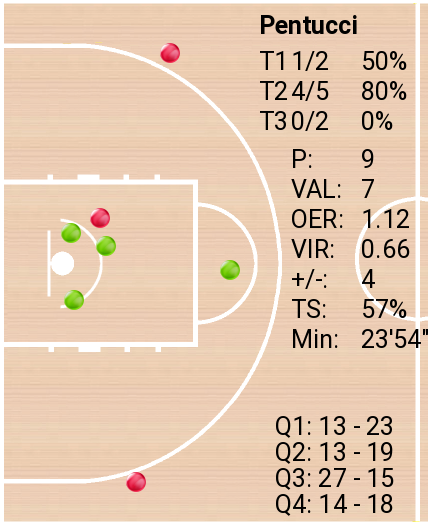 Pentucci
T1 1/2 50%
T2 4/5 80%
T3 0/2 0%
P: 9
VAL: 7
OER: 1.12
VIR: 0.66
+/-: 4
TS: 57%
Min: 23'54"
Q1: 13 - 23
Q2: 13 - 19
Q3: 27 - 15
Q4: 14 - 18